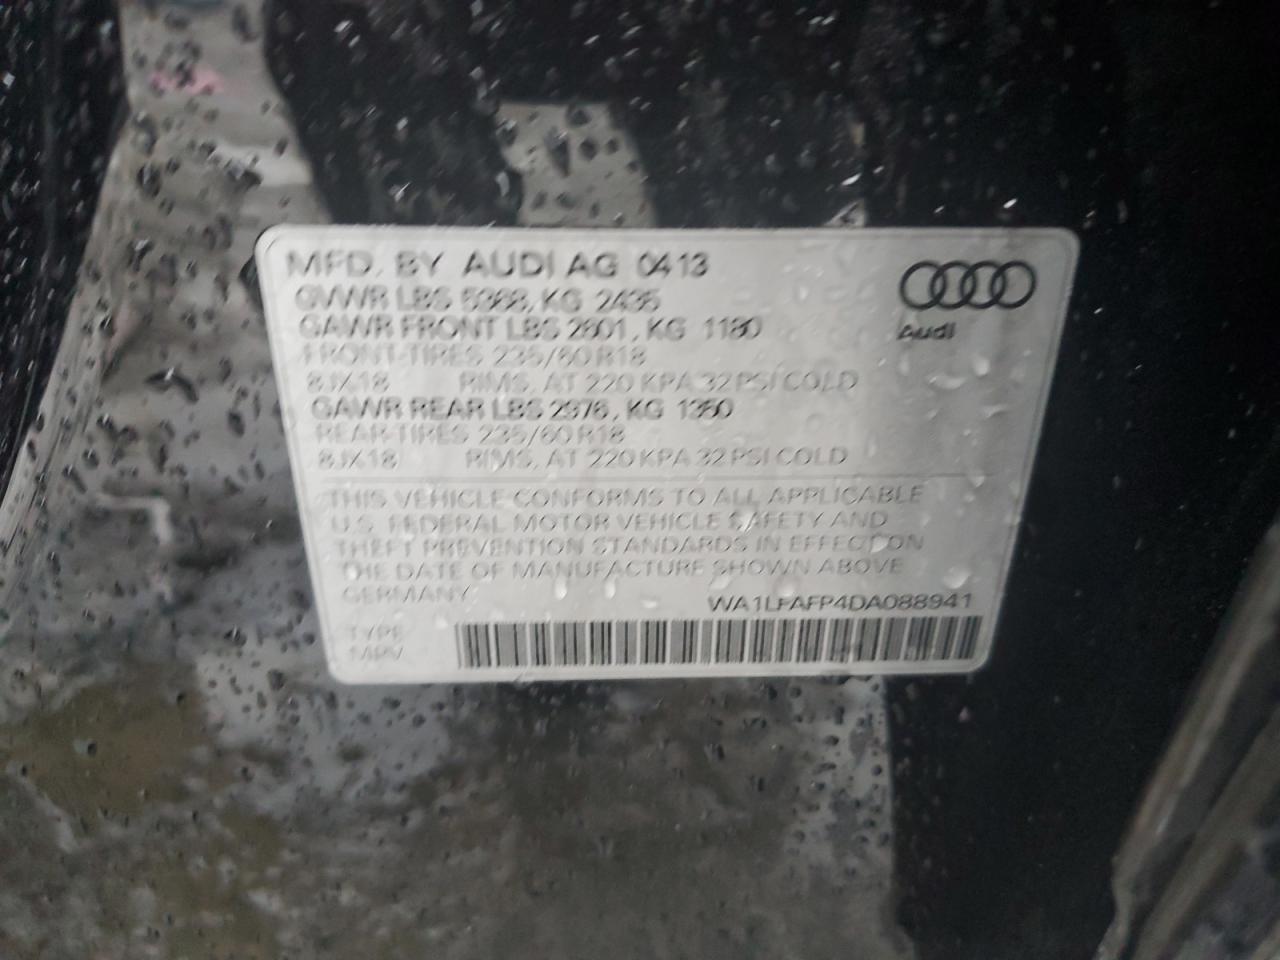 MFD. BY AUDI AG 0413
GVWR LBS 5368, KG 2435
GAWR FRONT LBS 2601, KG 1180
FRONT-TIRES 235/60 R18
8JX18 RIMS, AT 220 KPA 32 PSI COLD
GAWR REAR LBS 2976, KG 1350
REAR-TIRES 235/60 R18
8JX18 RIMS, AT 220 KPA 32 PSI COLD
Audi
THIS VEHICLE CONFORMS TO ALL APPLICABLE
U.S. FEDERAL MOTOR VEHICLE SAFETY AND
THEFT PREVENTION STANDARDS IN EFFECT ON
THE DATE OF MANUFACTURE SHOWN ABOVE
GERMANY
WA1LFAFP4DA088941
TYPE
MPV